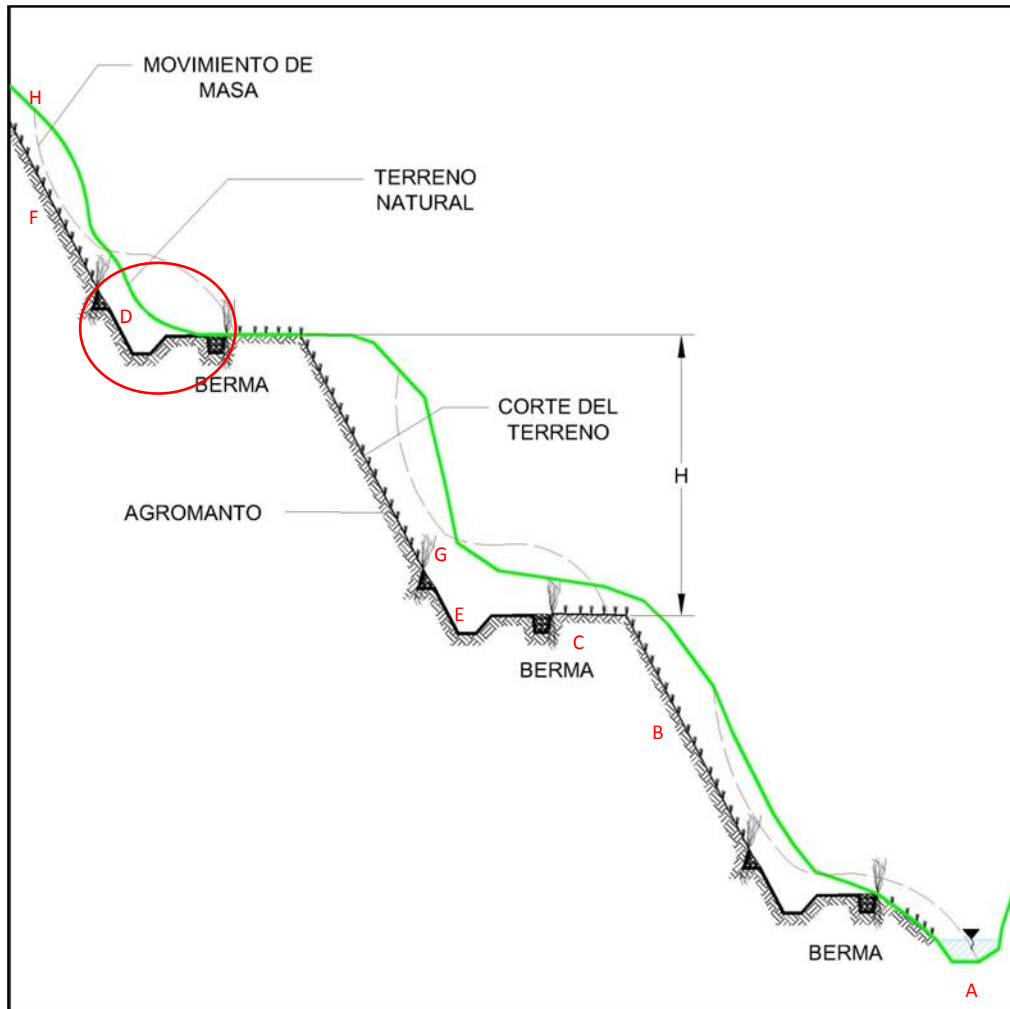 MOVIMIENTO DE
MASA
H
TERRENO
NATURAL
F
D
BERMA
CORTE DEL
TERRENO
H
AGROMANTO
G
E
C
BERMA
B
BERMA
A